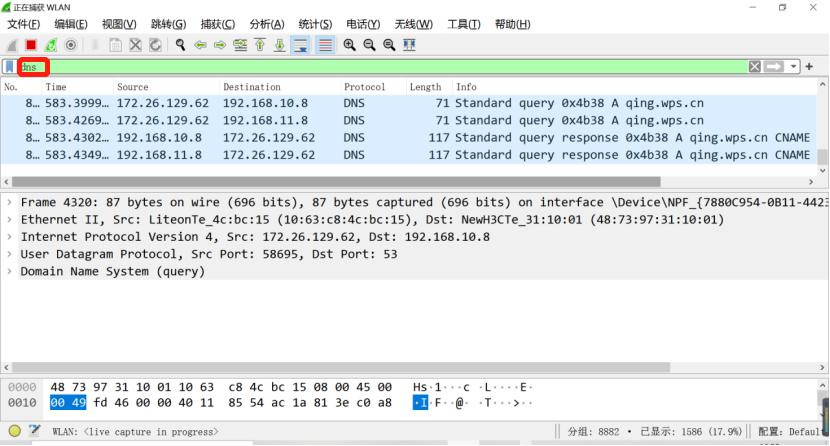 正在捕获 WLAN
文件(F) 编辑(E) 视图(V) 跳转(G) 捕获(C) 分析(A) 统计(S) 电话(Y) 无线(W) 工具(T) 帮助(H)
dns
No. Time Source Destination Protocol Length Info
8… 583.3999… 172.26.129.62 192.168.10.8 DNS 71 Standard query 0x4b38 A qing.wps.cn
8… 583.4269… 172.26.129.62 192.168.11.8 DNS 71 Standard query 0x4b38 A qing.wps.cn
8… 583.4302… 192.168.10.8 172.26.129.62 DNS 117 Standard query response 0x4b38 A qing.wps.cn CNAME
8… 583.4349… 192.168.11.8 172.26.129.62 DNS 117 Standard query response 0x4b38 A qing.wps.cn CNAME
Frame 4320: 87 bytes on wire (696 bits), 87 bytes captured (696 bits) on interface \Device\NPF_{7880C954-0B11-4423
Ethernet II, Src: LiteonTe_4c:bc:15 (10:63:c8:4c:bc:15), Dst: NewH3CTe_31:10:01 (48:73:97:31:10:01)
Internet Protocol Version 4, Src: 172.26.129.62, Dst: 192.168.10.8
User Datagram Protocol, Src Port: 58695, Dst Port: 53
Domain Name System (query)
0000 48 73 97 31 10 01 10 63 c8 4c bc 15 08 00 45 00 Hs·1···c ·L····E·
0010 00 49 fd 46 00 00 40 11 85 54 ac 1a 81 3e c0 a8 ·I·F··@· ·T···>··
WLAN: <live capture in progress> 分组: 8882 · 已显示: 1586 (17.9%) 配置: Default